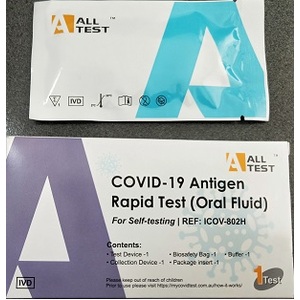 ALL
TEST
IVD
ALL
TEST
COVID-19 Antigen
Rapid Test (Oral Fluid)
For Self-testing | REF: ICOV-802H
Contents:
· Test Device -1 · Biosafety Bag -1 · Buffer -1
· Collection Device -1 · Package insert -1
Please keep out of reach of children
IVD
1Test